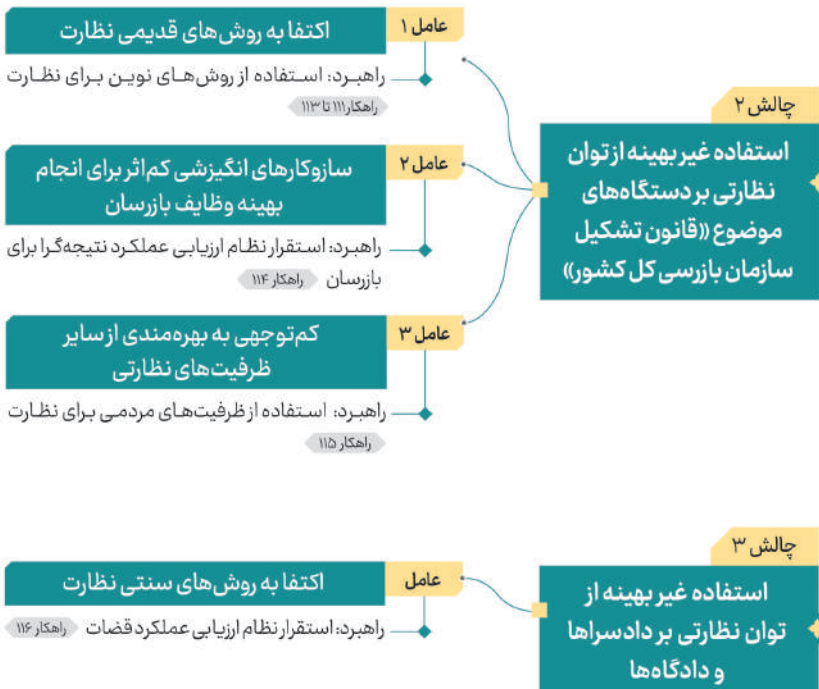 چالش ۲
استفاده غیر بهینه از توان
نظارتی بر دستگاه‌های
موضوع «قانون تشکیل
سازمان بازرسی کل کشور»
عامل ۱
اکتفا به روش‌های قدیمی نظارت
راهبرد: استفاده از روش‌های نوین برای نظارت
راهکار ۱۱۱ تا ۱۱۳
عامل ۲
سازوکارهای انگیزشی کم‌اثر برای انجام
بهینه وظایف بازرسان
راهبرد: استقرار نظام ارزیابی عملکرد نتیجه‌گرا برای
بازرسان راهکار ۱۱۴
عامل ۳
کم‌توجهی به بهره‌مندی از سایر
ظرفیت‌های نظارتی
راهبرد: استفاده از ظرفیت‌های مردمی برای نظارت
راهکار ۱۱۵
چالش ۳
استفاده غیر بهینه از
توان نظارتی بر دادسراها
و دادگاه‌ها
عامل
اکتفا به روش‌های سنتی نظارت
راهبرد: استقرار نظام ارزیابی عملکرد قضات راهکار ۱۱۶